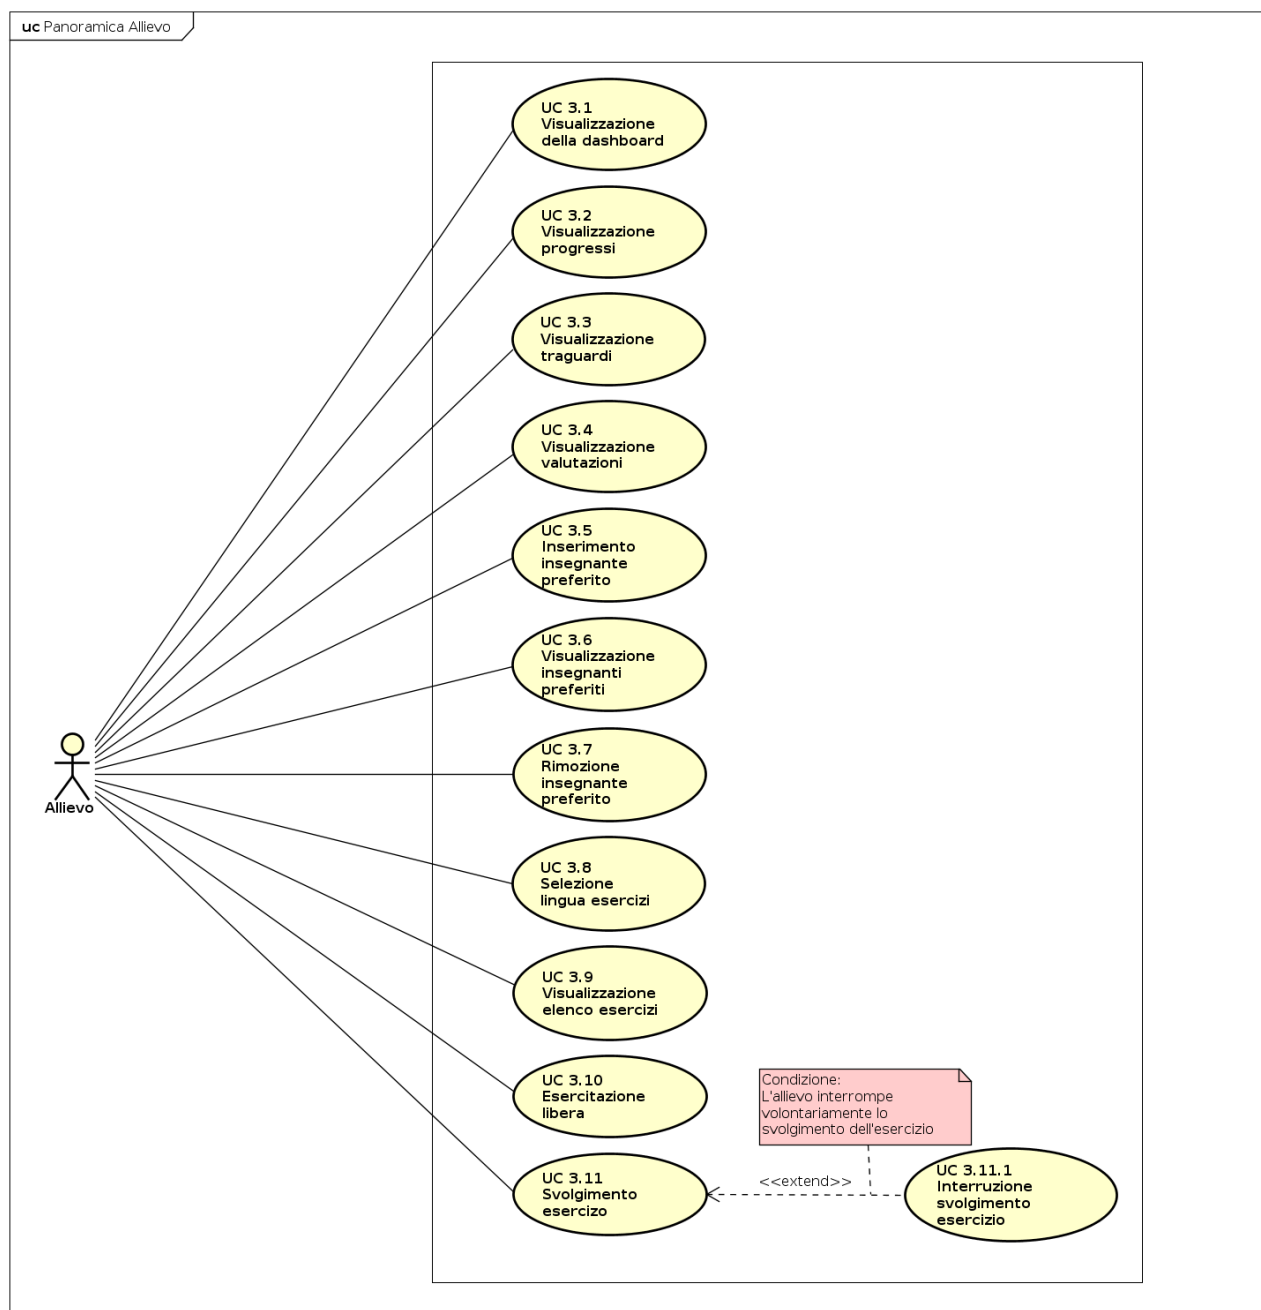 uc Panoramica Allievo
UC 3.1
Visualizzazione
della dashboard
UC 3.2
Visualizzazione
progressi
UC 3.3
Visualizzazione
traguardi
UC 3.4
Visualizzazione
valutazioni
UC 3.5
Inserimento
insegnante
preferito
UC 3.6
Visualizzazione
insegnanti
preferiti
UC 3.7
Rimozione
insegnante
preferito
Allievo
UC 3.8
Selezione
lingua esercizi
UC 3.9
Visualizzazione
elenco esercizi
UC 3.10
Esercitazione
libera
Condizione:
L'allievo interrompe
volontariamente lo
svolgimento dell'esercizio
UC 3.11
Svolgimento
esercizo
<<extend>>
UC 3.11.1
Interruzione
svolgimento
esercizio